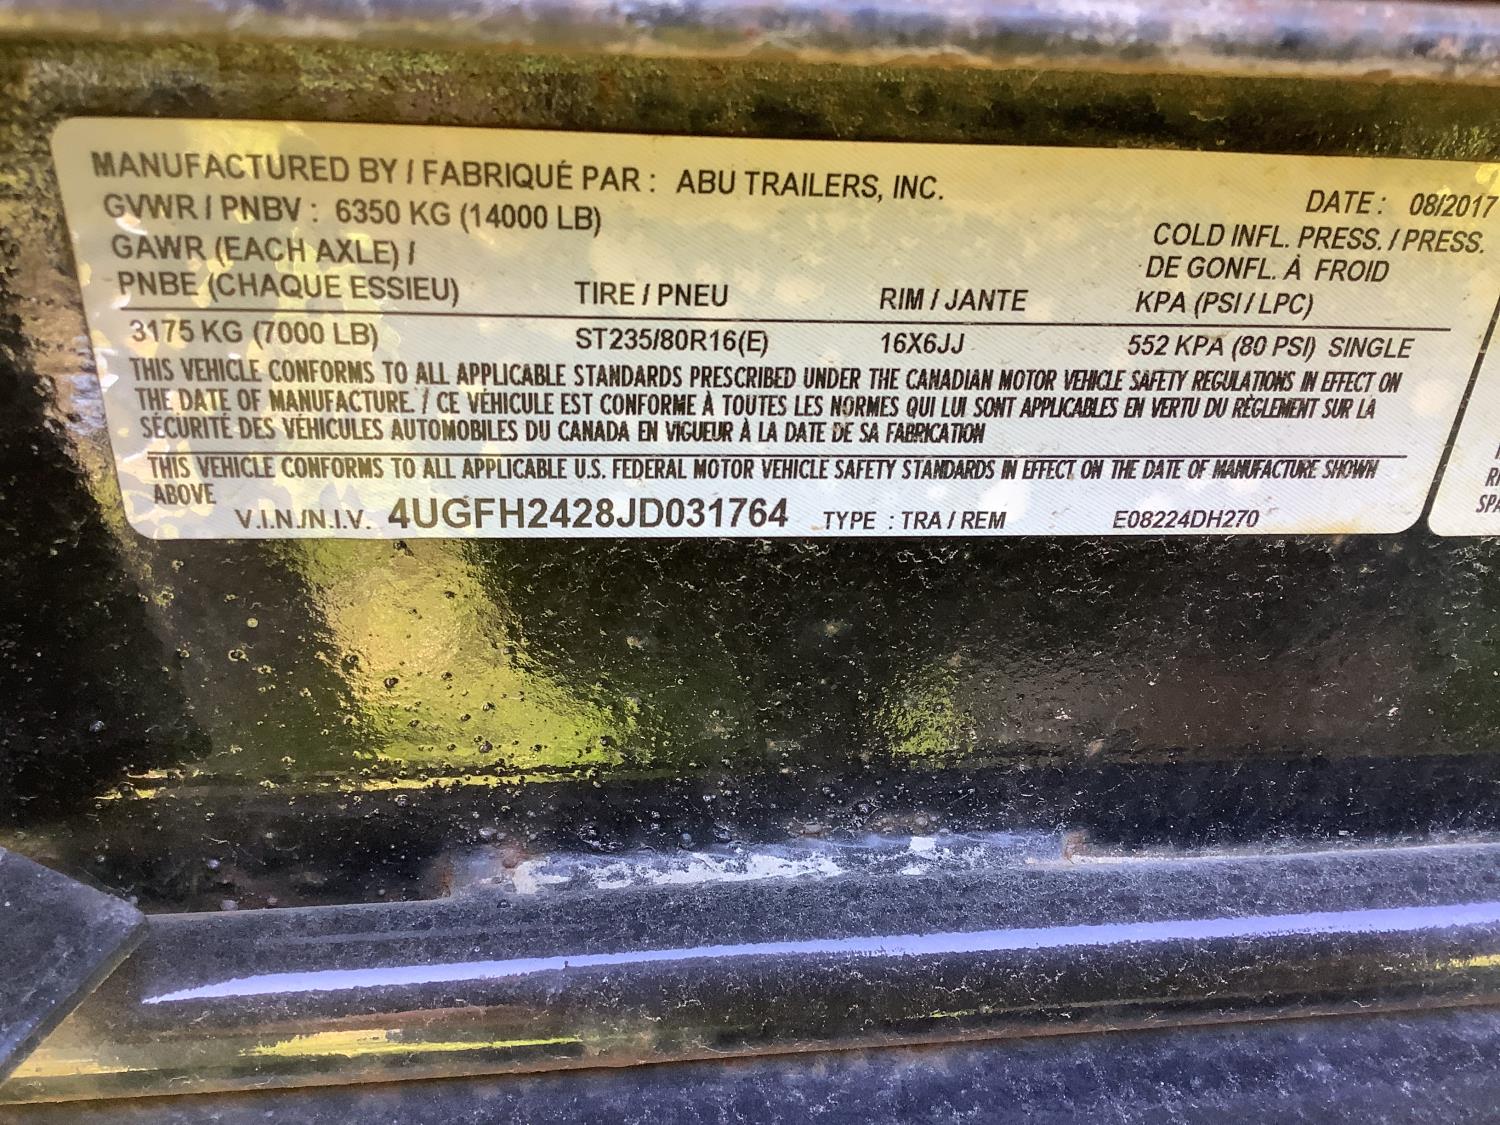 MANUFACTURED BY / FABRIQUÉ PAR : ABU TRAILERS, INC.
DATE : 08/2017
GVWR / PNBV : 6350 KG (14000 LB)
COLD INFL. PRESS. / PRESS.
GAWR (EACH AXLE) /
DE GONFL. À FROID
PNBE (CHAQUE ESSIEU) TIRE / PNEU RIM / JANTE KPA (PSI / LPC)
3175 KG (7000 LB) ST235/80R16(E) 16X6JJ 552 KPA (80 PSI) SINGLE
THIS VEHICLE CONFORMS TO ALL APPLICABLE STANDARDS PRESCRIBED UNDER THE CANADIAN MOTOR VEHICLE SAFETY REGULATIONS IN EFFECT ON
THE DATE OF MANUFACTURE. / CE VÉHICULE EST CONFORME À TOUTES LES NORMES QUI LUI SONT APPLICABLES EN VERTU DU RÈGLEMENT SUR LA
SÉCURITÉ DES VÉHICULES AUTOMOBILES DU CANADA EN VIGUEUR À LA DATE DE SA FABRICATION
THIS VEHICLE CONFORMS TO ALL APPLICABLE U.S. FEDERAL MOTOR VEHICLE SAFETY STANDARDS IN EFFECT ON THE DATE OF MANUFACTURE SHOWN
ABOVE
V.I.N./N.I.V. 4UGFH2428JD031764 TYPE : TRA / REM E08224DH270